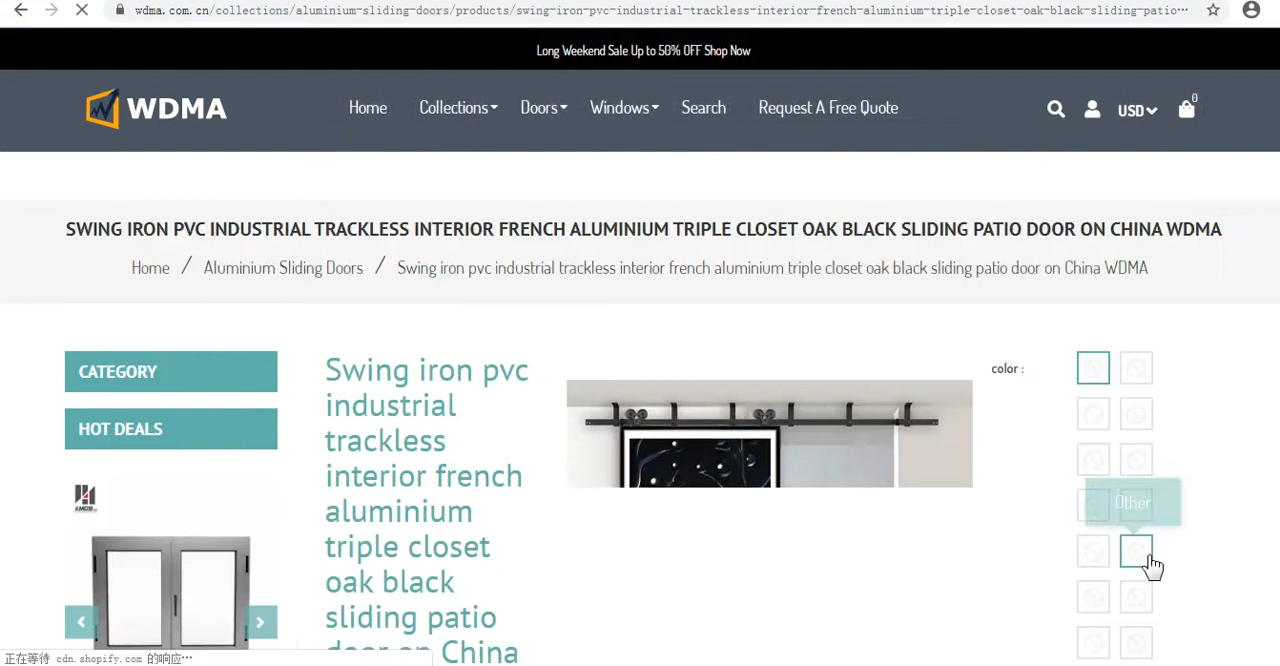 wdma.com.cn/collections/aluminium-sliding-doors/products/swing-iron-pvc-industrial-trackless-interior-french-aluminium-triple-closet-oak-black-sliding-patio…
Long Weekend Sale Up to 50% OFF Shop Now
WDMA Home Collections Doors Windows Search Request A Free Quote USD 0
SWING IRON PVC INDUSTRIAL TRACKLESS INTERIOR FRENCH ALUMINIUM TRIPLE CLOSET OAK BLACK SLIDING PATIO DOOR ON CHINA WDMA
Home / Aluminium Sliding Doors / Swing iron pvc industrial trackless interior french aluminium triple closet oak black sliding patio door on China WDMA
CATEGORY
HOT DEALS
Swing iron pvc
industrial
trackless
interior french
aluminium
triple closet
oak black
sliding patio
door on China
color :
Other
正在等待 cdn.shopify.com 的响应…